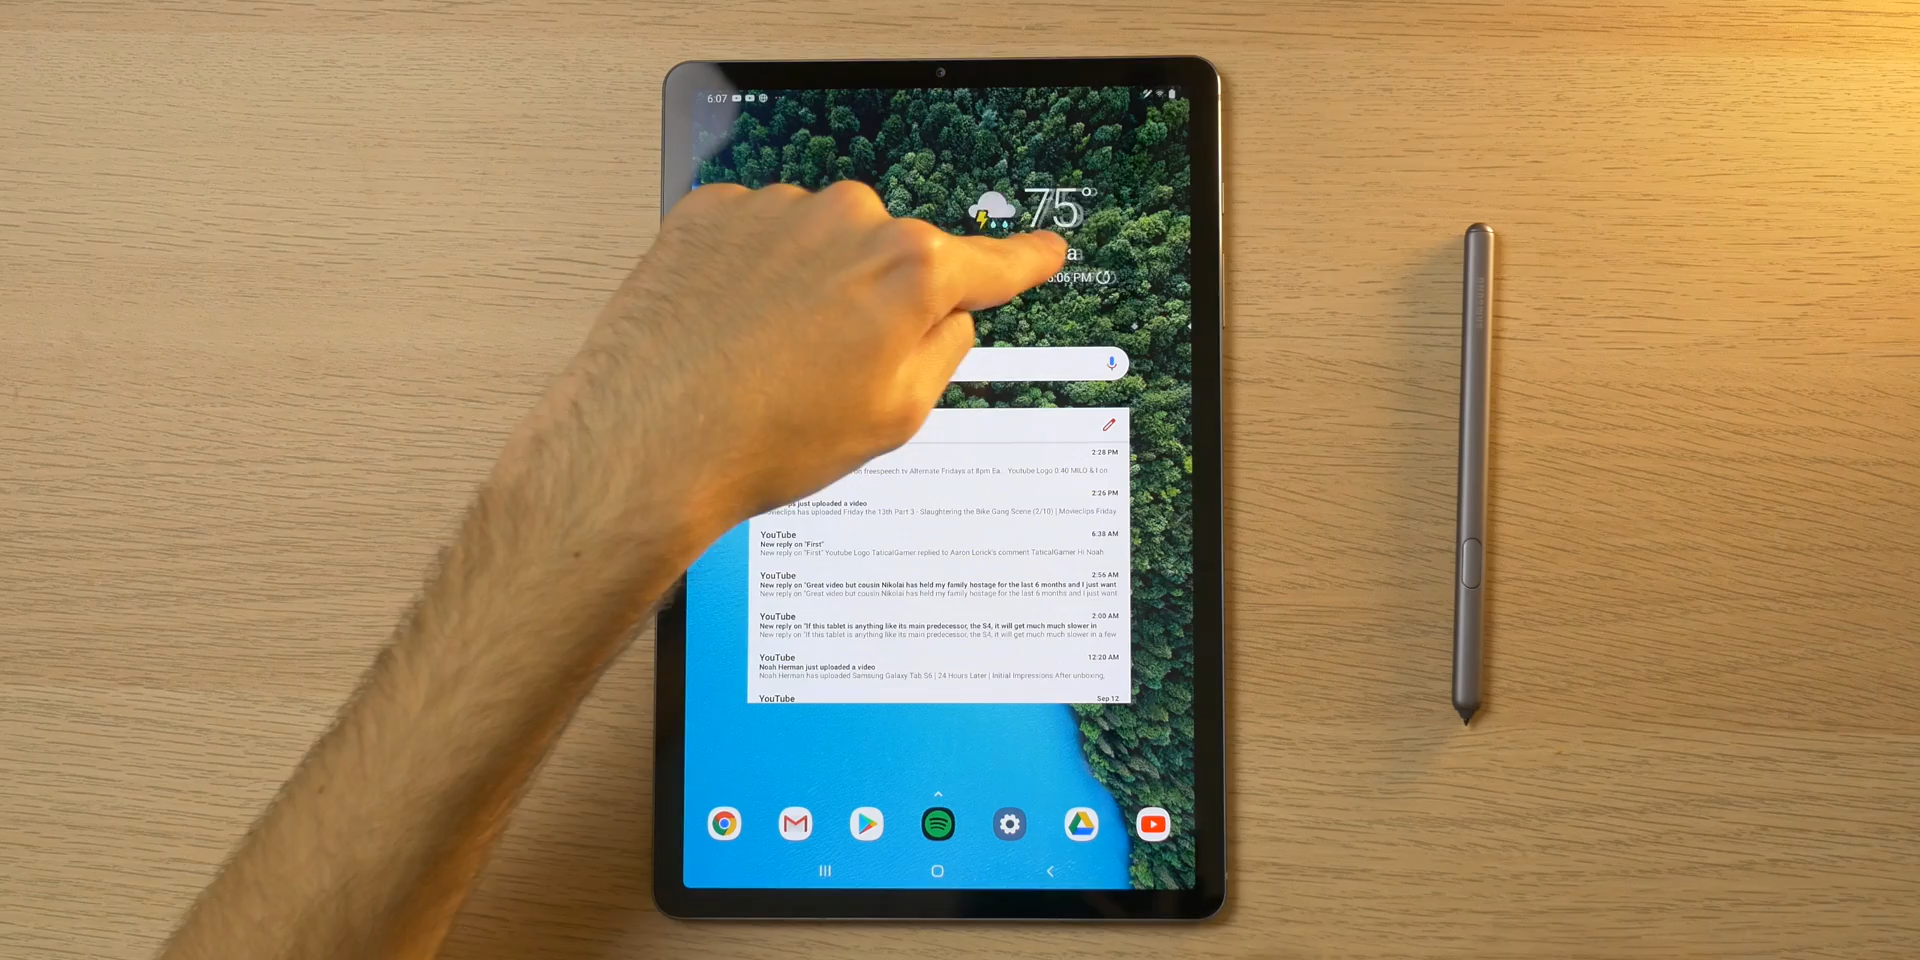 6:07
75°
a
6:06 PM
2:28 PM
on freespeech tv Alternate Fridays at 8pm Ea... Youtube Logo 0:40 MILO & I on
2:26 PM
just uploaded a video
has uploaded Friday the 13th Part 3 - Slaughtering the Bike Gang Scene (2/10) | Movieclips Friday
YouTube 6:38 AM
New reply on "First"
New reply on "First" Youtube Logo TaticalGamer replied to Aaron Lorick's comment TaticalGamer Hi Noah
YouTube 2:56 AM
New reply on "Great video but cousin Nikolai has held my family hostage for the last 6 months and I just want
New reply on "Great video but cousin Nikolai has held my family hostage for the last 6 months and I just want
YouTube 2:00 AM
New reply on "If this tablet is anything like its main predecessor, the S4, it will get much much slower in
New reply on "If this tablet is anything like its main predecessor, the S4, it will get much much slower in a few
YouTube 12:20 AM
Noah Herman just uploaded a video
Noah Herman has uploaded Samsung Galaxy Tab S6 | 24 Hours Later | Initial Impressions After unboxing,
YouTube Sep 12
SAMSUNG